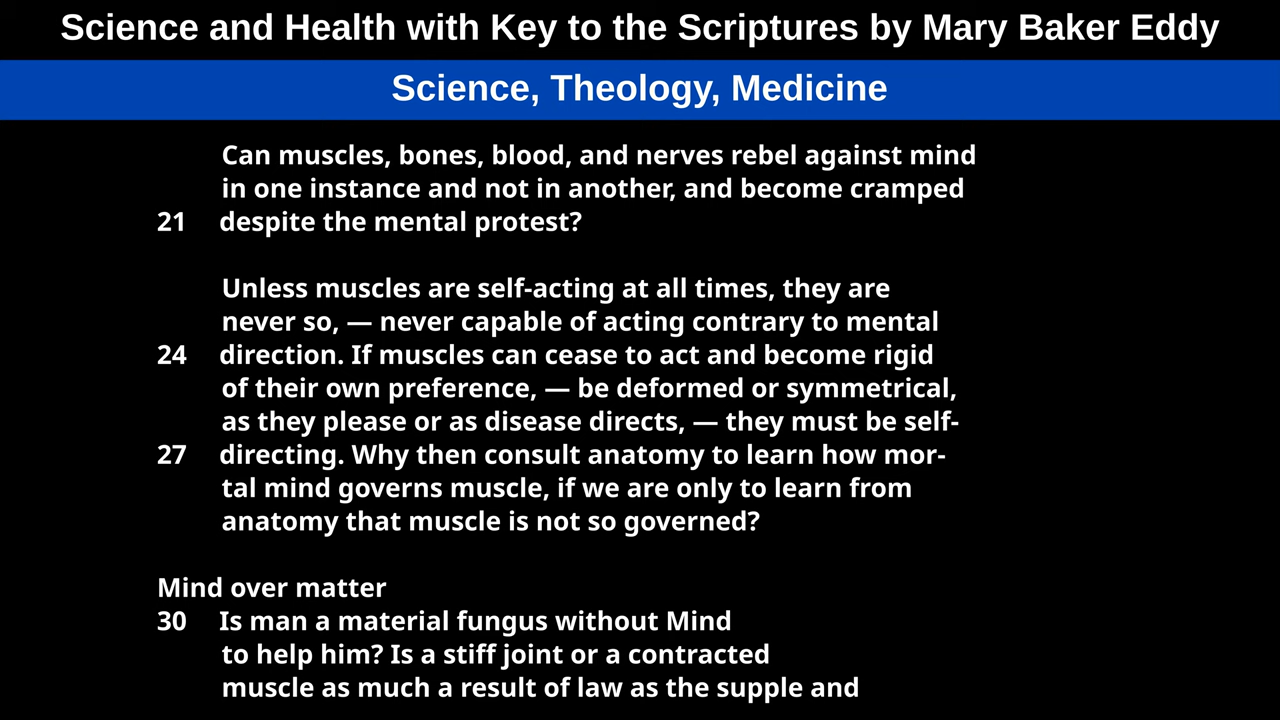 Science and Health with Key to the Scriptures by Mary Baker Eddy
Science, Theology, Medicine
Can muscles, bones, blood, and nerves rebel against mind
in one instance and not in another, and become cramped
21 despite the mental protest?
Unless muscles are self-acting at all times, they are
never so, — never capable of acting contrary to mental
24 direction. If muscles can cease to act and become rigid
of their own preference, — be deformed or symmetrical,
as they please or as disease directs, — they must be self-
27 directing. Why then consult anatomy to learn how mor-
tal mind governs muscle, if we are only to learn from
anatomy that muscle is not so governed?
Mind over matter
30 Is man a material fungus without Mind
to help him? Is a stiff joint or a contracted
muscle as much a result of law as the supple and